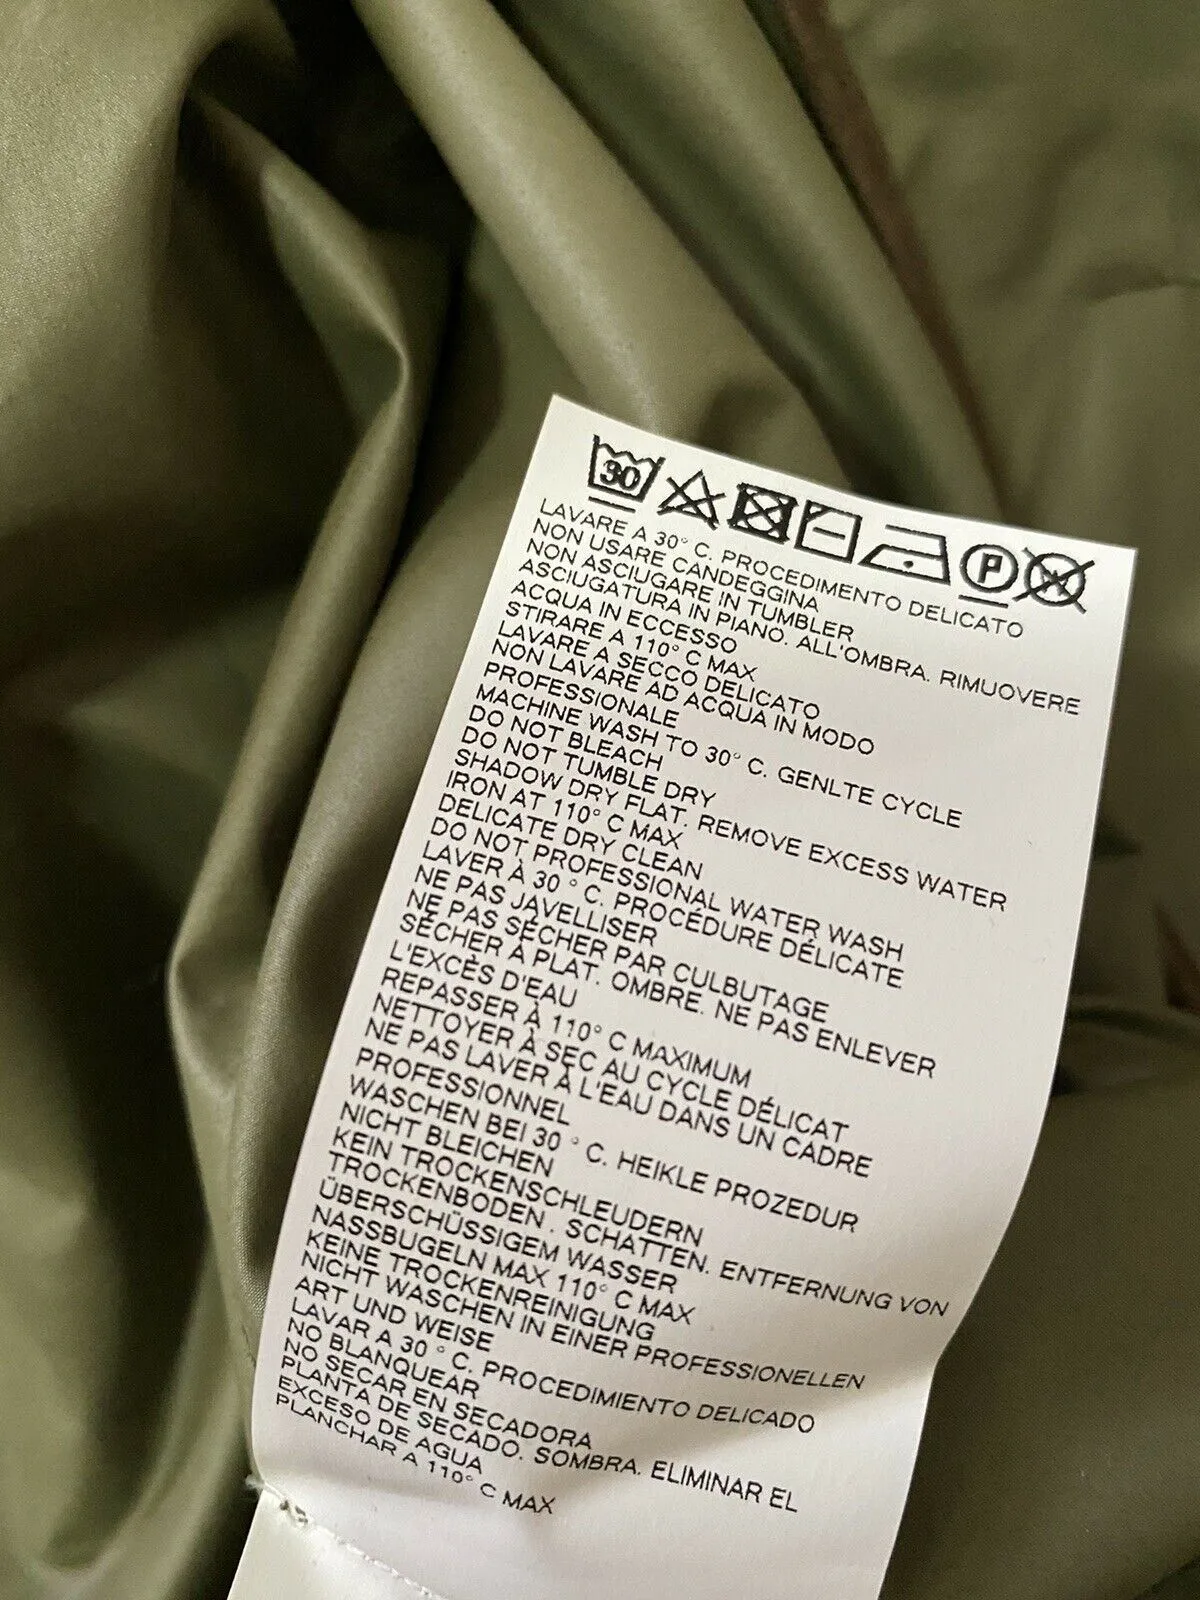 30
P
W
LAVARE A 30° C. PROCEDIMENTO DELICATO
NON USARE CANDEGGINA
NON ASCIUGARE IN TUMBLER
ASCIUGATURA IN PIANO. ALL'OMBRA. RIMUOVERE
ACQUA IN ECCESSO
STIRARE A 110° C MAX
LAVARE A SECCO DELICATO
NON LAVARE AD ACQUA IN MODO
PROFESSIONALE
MACHINE WASH TO 30° C. GENLTE CYCLE
DO NOT BLEACH
DO NOT TUMBLE DRY
SHADOW DRY FLAT. REMOVE EXCESS WATER
IRON AT 110° C MAX
DELICATE DRY CLEAN
DO NOT PROFESSIONAL WATER WASH
LAVER À 30 ° C. PROCÉDURE DÉLICATE
NE PAS JAVELLISER
NE PAS SÉCHER PAR CULBUTAGE
SÉCHER À PLAT. OMBRE. NE PAS ENLEVER
L'EXCÈS D'EAU
REPASSER À 110° C MAXIMUM
NETTOYER À SEC AU CYCLE DÉLICAT
NE PAS LAVER À L'EAU DANS UN CADRE
PROFESSIONNEL
WASCHEN BEI 30 ° C. HEIKLE PROZEDUR
NICHT BLEICHEN
KEIN TROCKENSCHLEUDERN
TROCKENBODEN . SCHATTEN. ENTFERNUNG VON
ÜBERSCHÜSSIGEM WASSER
NASSBUGELN MAX 110° C MAX
KEINE TROCKENREINIGUNG
NICHT WASCHEN IN EINER PROFESSIONELLEN
ART UND WEISE
LAVAR A 30 ° C. PROCEDIMIENTO DELICADO
NO BLANQUEAR
NO SECAR EN SECADORA
PLANTA DE SECADO. SOMBRA. ELIMINAR EL
EXCESO DE AGUA
PLANCHAR A 110° C MAX